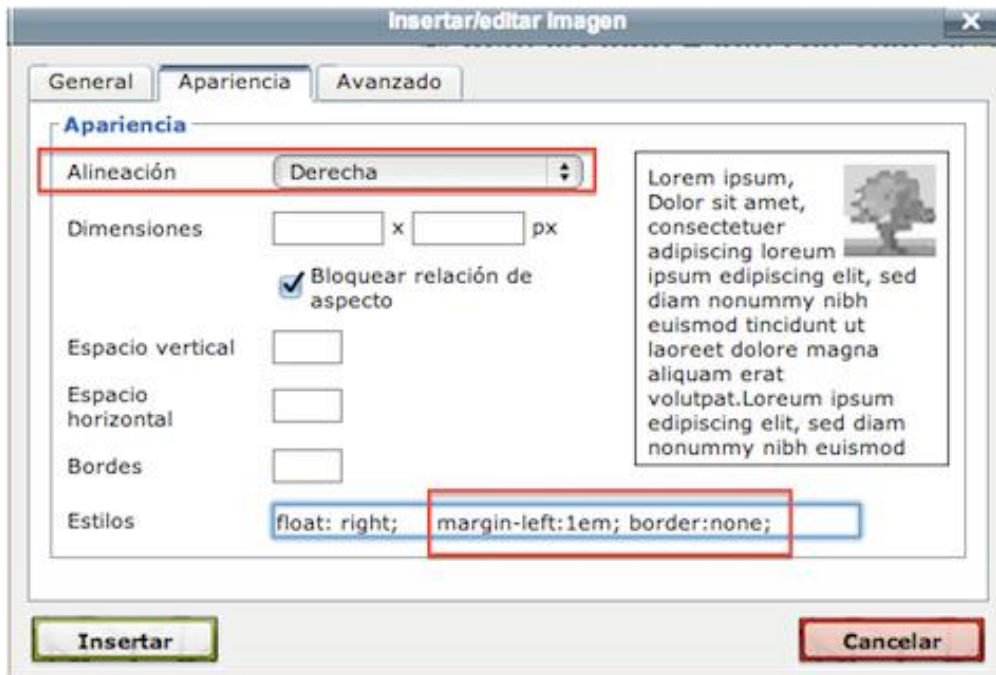 Insertar/editar imagen
General Apariencia Avanzado
Apariencia
Alineación Derecha
Dimensiones x px
Bloquear relación de
aspecto
Espacio vertical
Espacio
horizontal
Bordes
Estilos float: right; margin-left:1em; border:none;
Lorem ipsum,
Dolor sit amet,
consectetuer
adipiscing loreum
ipsum edipiscing elit, sed
diam nonummy nibh
euismod tincidunt ut
laoreet dolore magna
aliquam erat
volutpat.Loreum ipsum
edipiscing elit, sed diam
nonummy nibh euismod
Insertar Cancelar